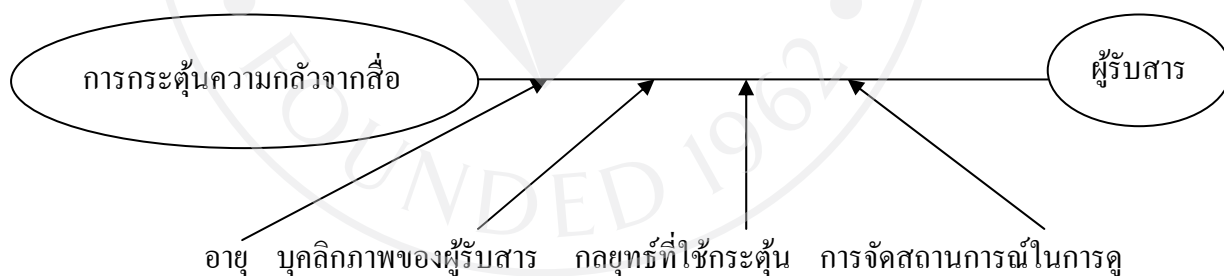 การกระตุ้นความกลัวจากสื่อ ผู้รับสาร
FOUNDED 1962
อายุ บุคลิกภาพของผู้รับสาร กลยุทธ์ที่ใช้กระตุ้น การจัดสถานการณ์ในการดู